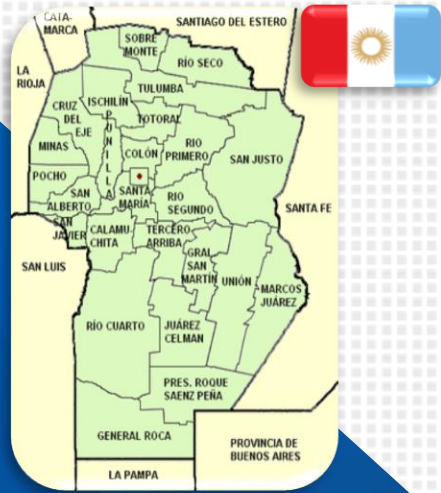 CATA-
MARCA
SANTIAGO DEL ESTERO
SOBRE
MONTE
RÍO SECO
LA
RIOJA
TULUMBA
ISCHILÍN
CRUZ
DEL
EJE
TOTORAL
PUNILLA
MINAS
COLÓN
RIO
PRIMERO
SAN JUSTO
POCHO
SAN
ALBERTO
SANTA
MARÍA
RIO
SEGUNDO
SANTA FE
SAN
JAVIER
CALAMU-
CHITA
TERCERO
ARRIBA
GRAL
SAN
MARTÍN
UNIÓN
MARCOS
JUÁREZ
SAN LUIS
RÍO CUARTO
JUÁREZ
CELMAN
PRES. ROQUE
SAENZ PEÑA
GENERAL ROCA
PROVINCIA DE
BUENOS AIRES
LA PAMPA